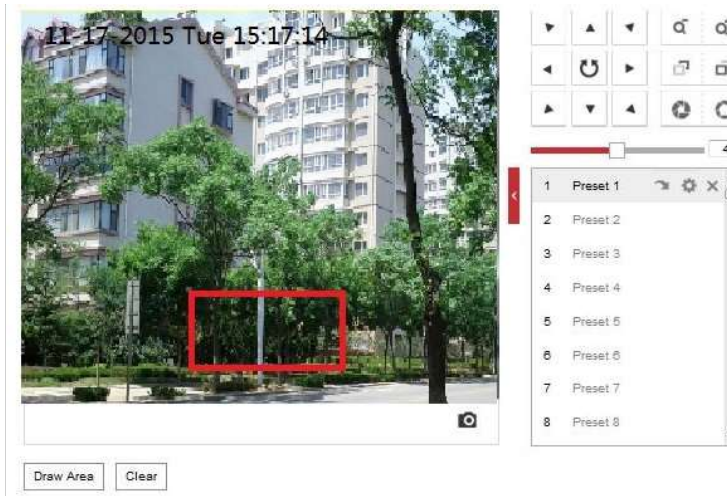 11-17-2015 Tue 15:17:14
4
1 Preset 1
2 Preset 2
3 Preset 3
4 Preset 4
5 Preset 5
6 Preset 6
7 Preset 7
8 Preset 8
Draw Area Clear